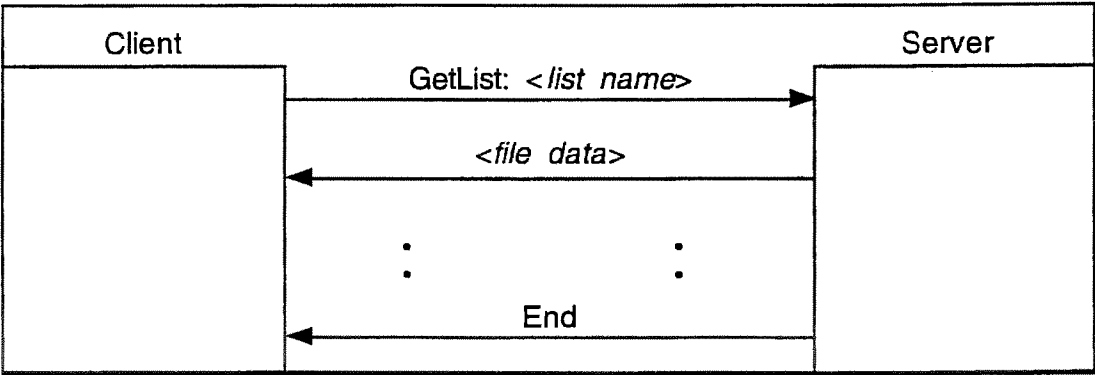 Client
Server
GetList: <list name>
<file data>
: :
End